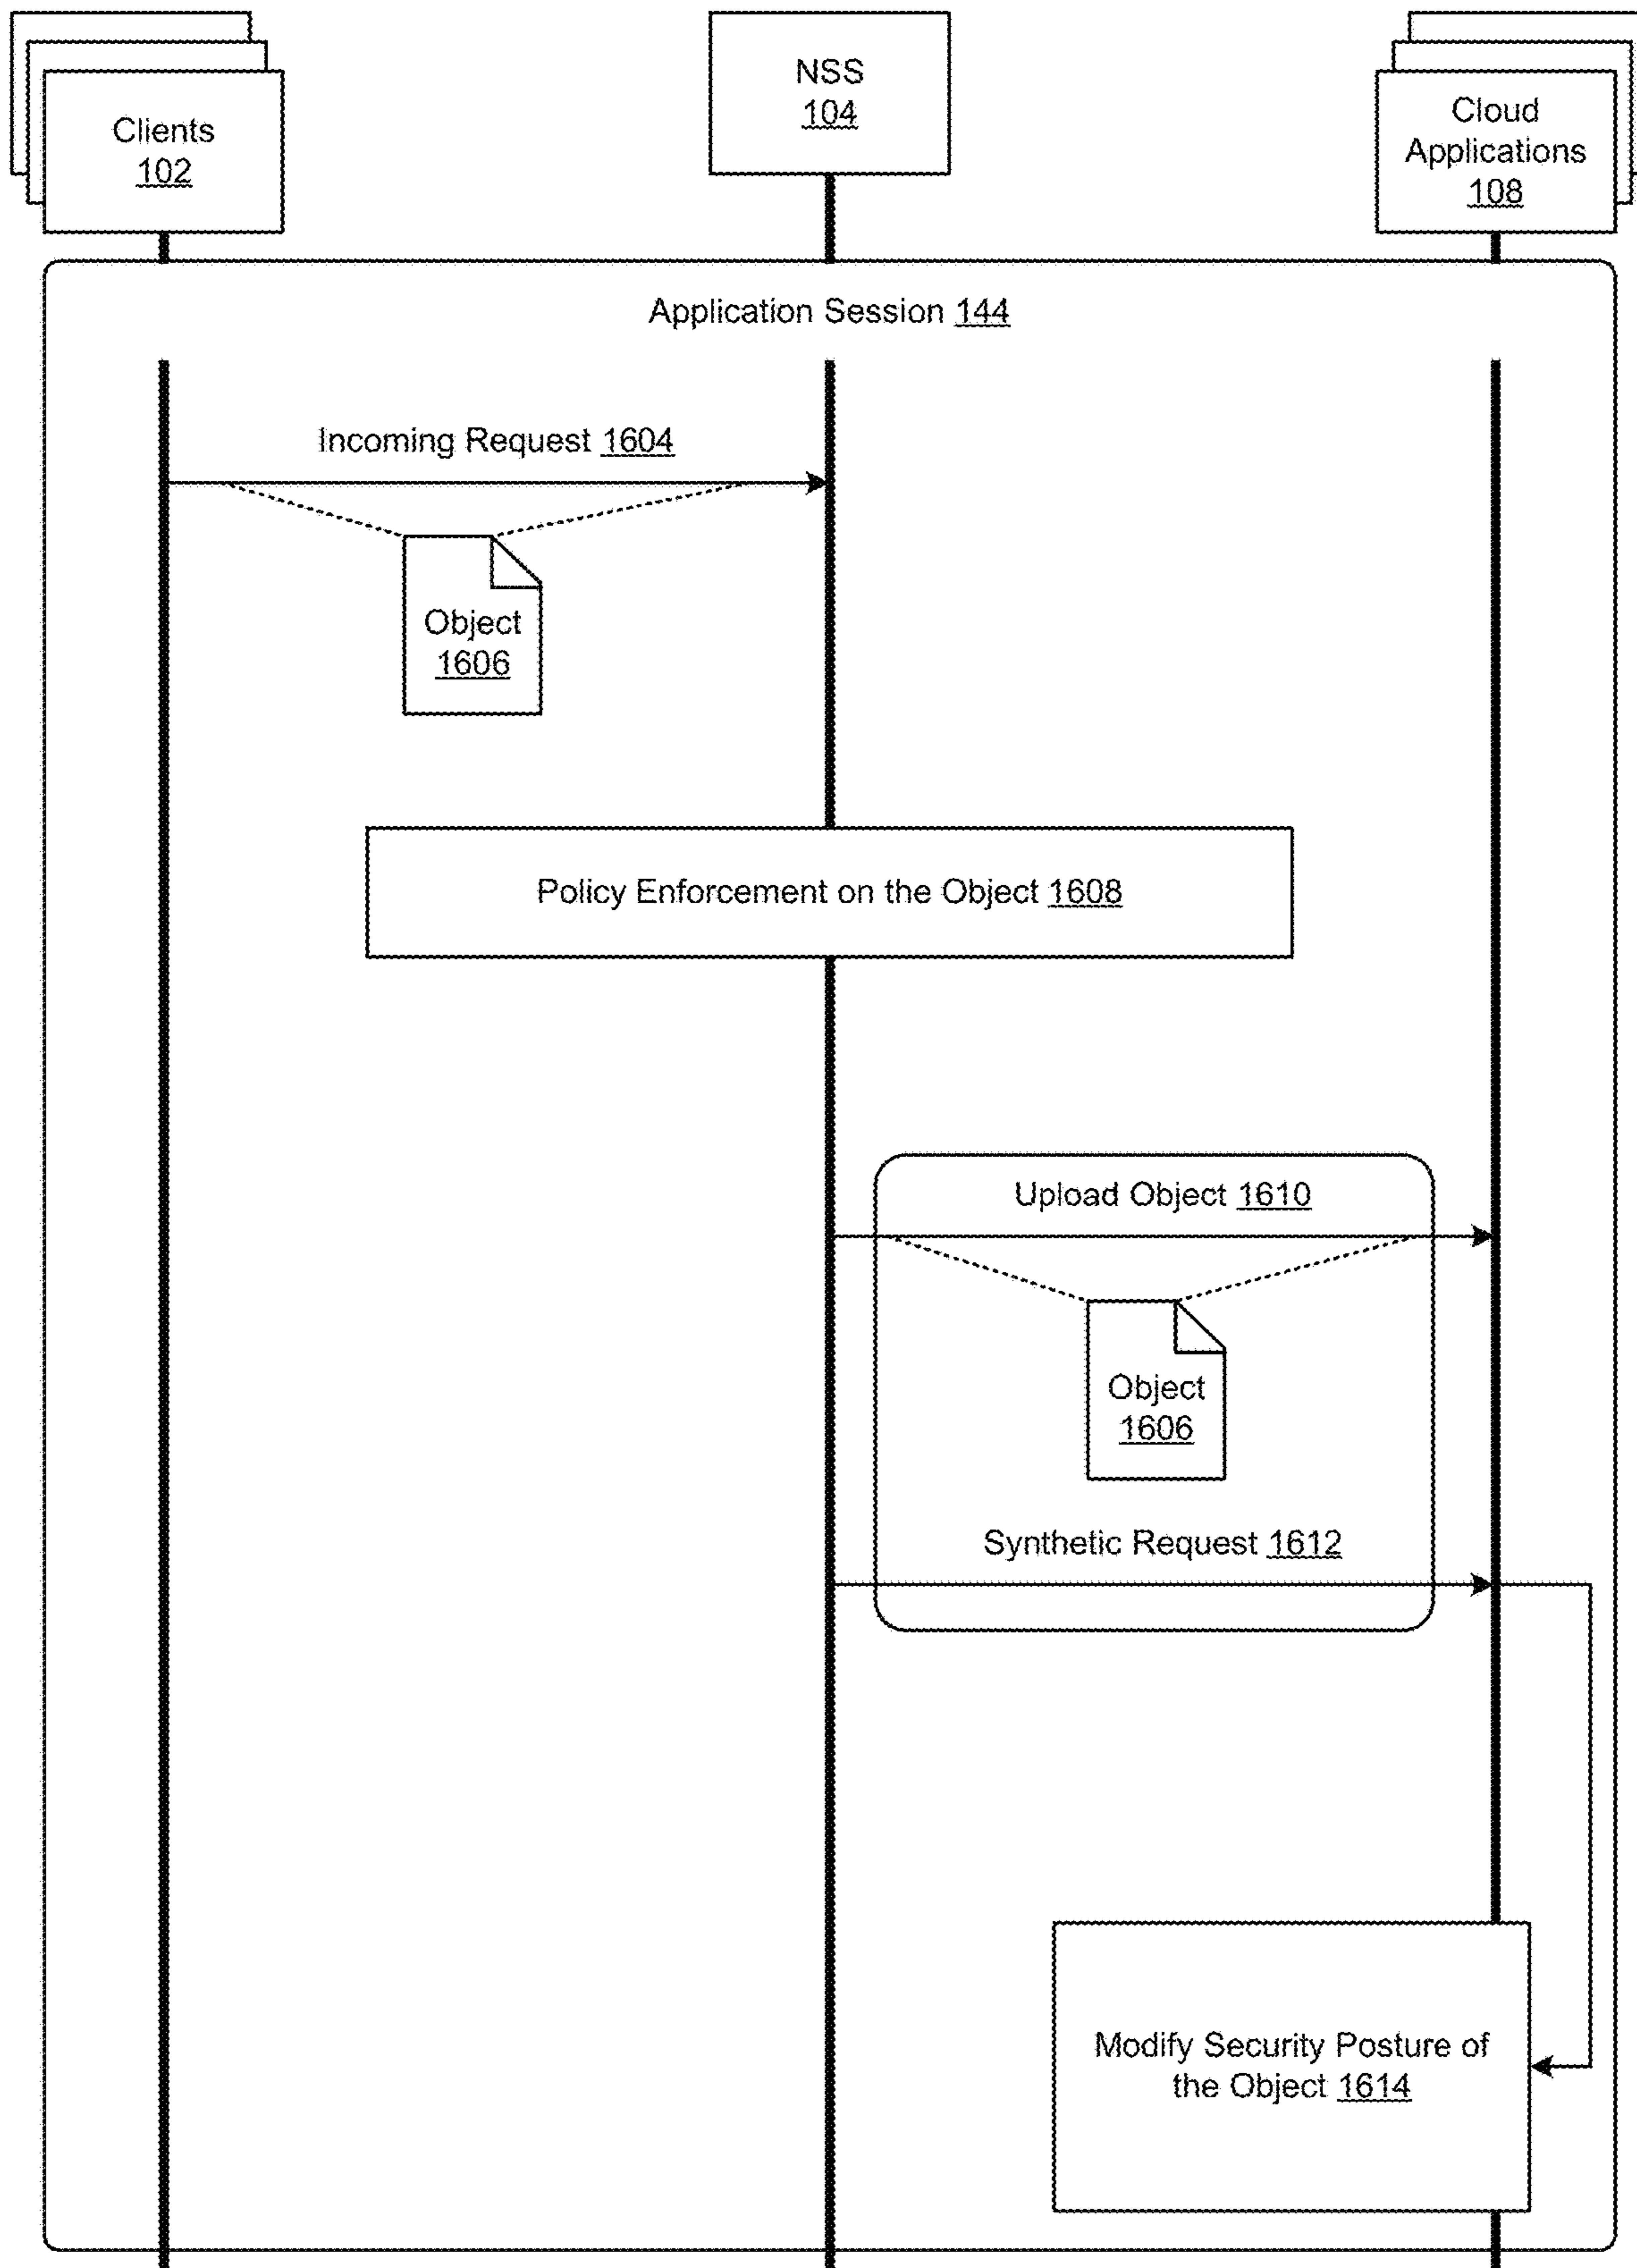 Clients
102
NSS
104
Cloud
Applications
108
Application Session 144
Incoming Request 1604
Object
1606
Policy Enforcement on the Object 1608
Upload Object 1610
Object
1606
Synthetic Request 1612
Modify Security Posture of
the Object 1614